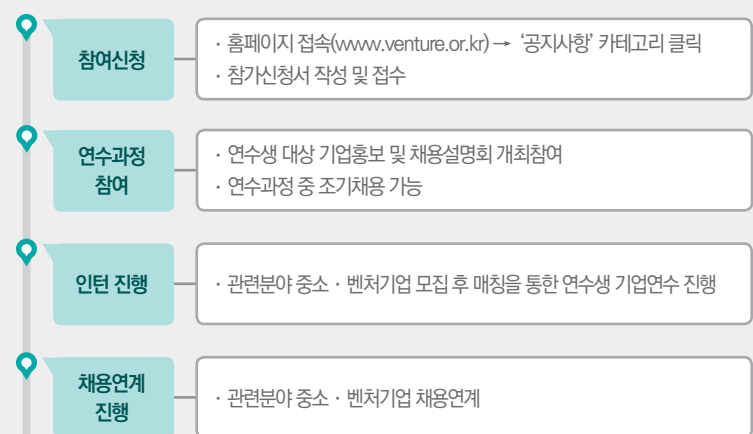 참여신청
· 홈페이지 접속(www.venture.or.kr) → ‘공지사항’ 카테고리 클릭
· 참가신청서 작성 및 접수
연수과정
참여
· 연수생 대상 기업홍보 및 채용설명회 개최참여
· 연수과정 중 조기채용 가능
인턴 진행
· 관련분야 중소 · 벤처기업 모집 후 매칭을 통한 연수생 기업연수 진행
채용연계
진행
· 관련분야 중소 · 벤처기업 채용연계